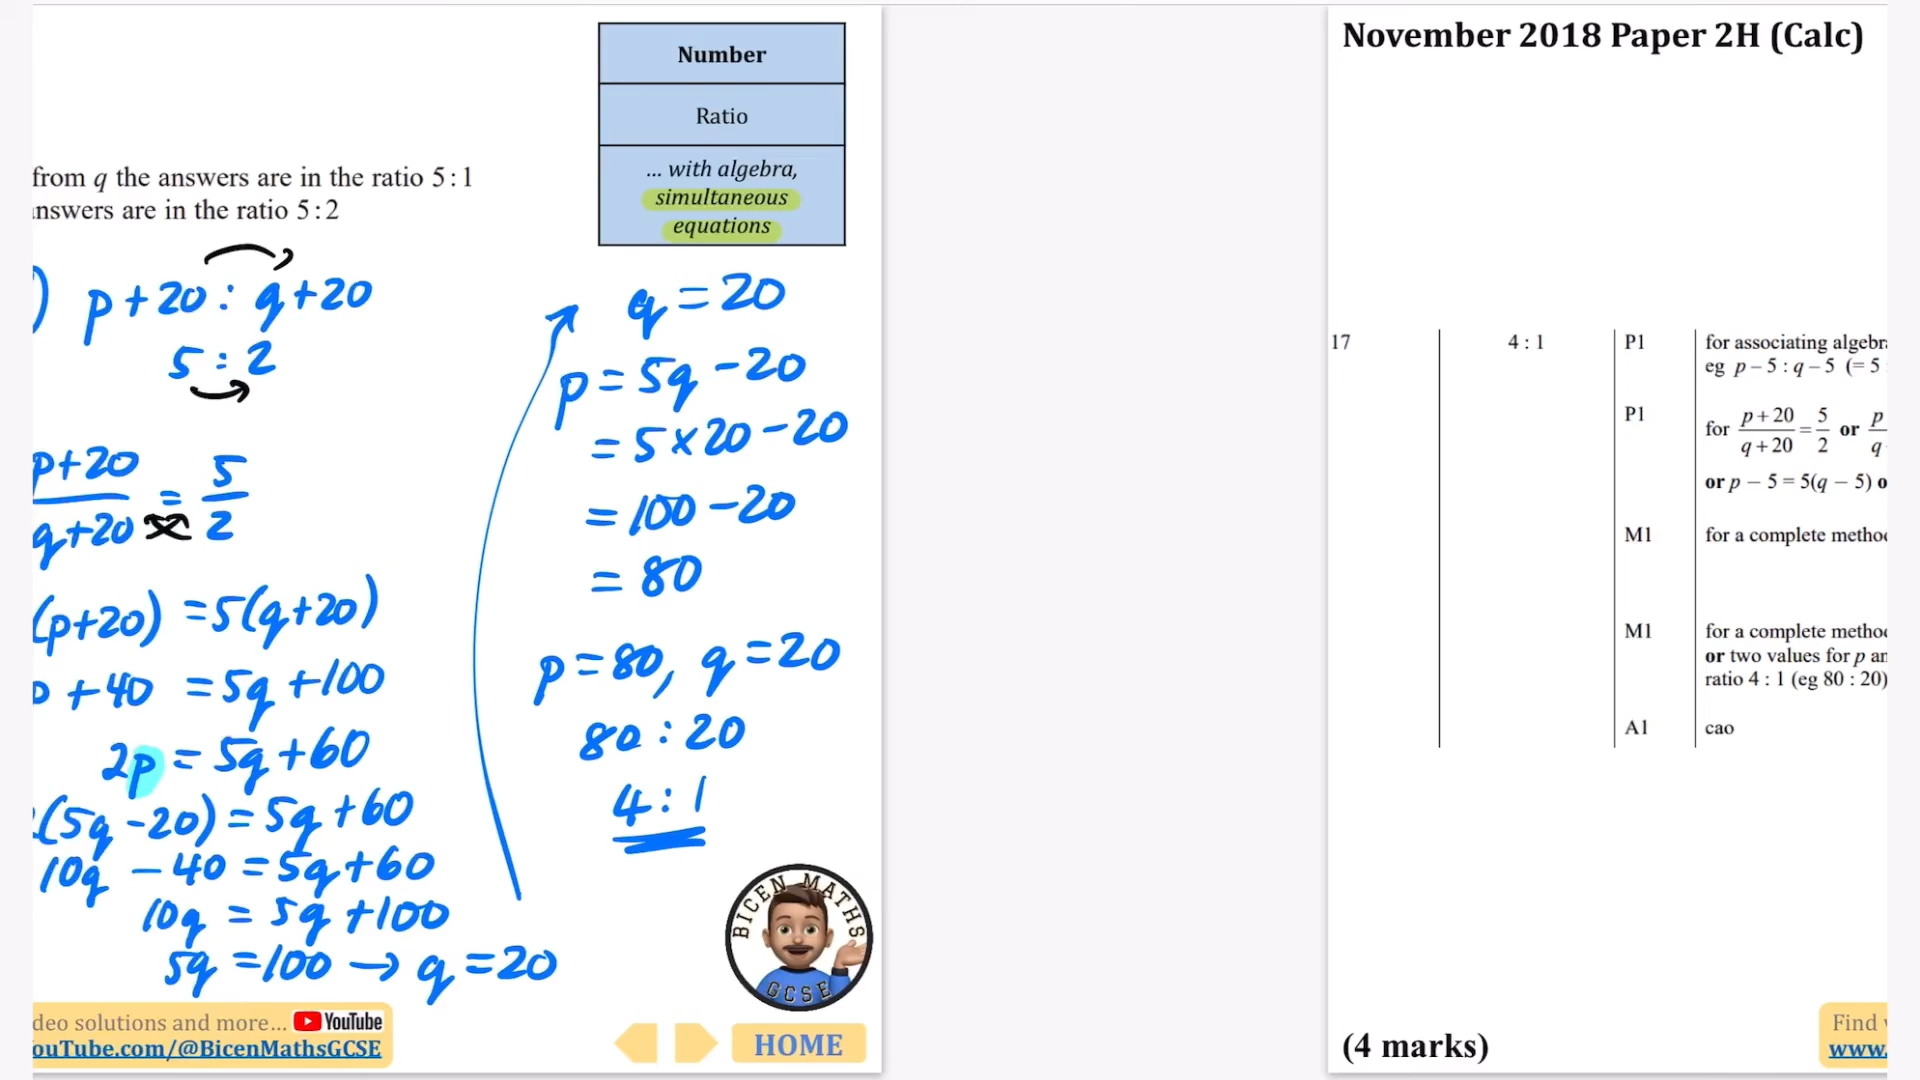 Number
Ratio
... with algebra,
simultaneous
equations
from q the answers are in the ratio 5 : 1
answers are in the ratio 5 : 2
) p+20 : q+20
5 : 2
p+20
q+20
= 5
2
(p+20) = 5(q+20)
p +40 = 5q +100
2p = 5q +60
(5q -20) = 5q +60
10q - 40 = 5q +60
10q = 5q +100
5q = 100 → q = 20
q = 20
p = 5q -20
= 5 × 20 -20
= 100 -20
= 80
p = 80, q = 20
80 : 20
4 : 1
BICEN MATHS
GCSE
deo solutions and more... YouTube
ouTube.com/@BicenMathsGCSE
HOME
November 2018 Paper 2H (Calc)
17 4 : 1 P1 for associating algebr
eg p – 5 : q – 5 (= 5
P1 for p + 20 / q + 20 = 5 / 2 or p / q
or p – 5 = 5(q – 5) o
M1 for a complete metho
M1 for a complete metho
or two values for p an
ratio 4 : 1 (eg 80 : 20)
A1 cao
(4 marks)
Find
www.